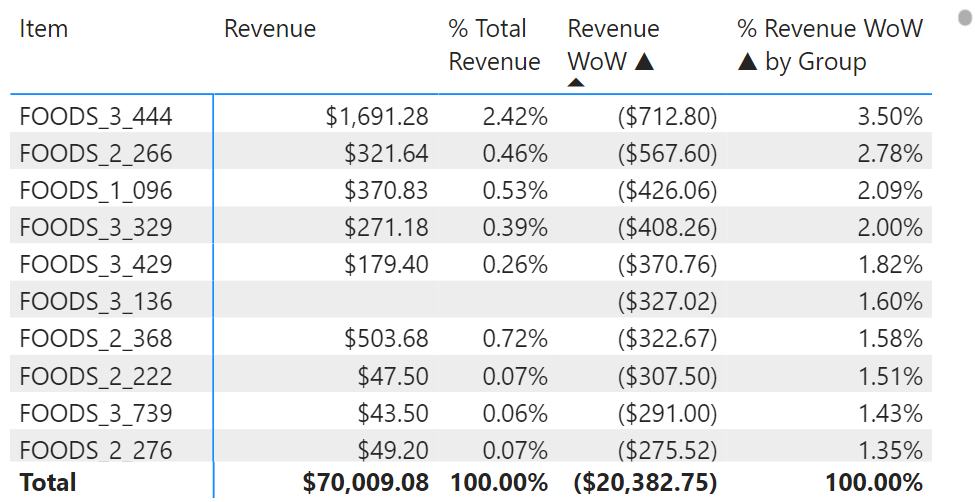 Item Revenue % Total Revenue WoW ▲ % Revenue WoW
Revenue ▲ by Group
FOODS_3_444 $1,691.28 2.42% ($712.80) 3.50%
FOODS_2_266 $321.64 0.46% ($567.60) 2.78%
FOODS_1_096 $370.83 0.53% ($426.06) 2.09%
FOODS_3_329 $271.18 0.39% ($408.26) 2.00%
FOODS_3_429 $179.40 0.26% ($370.76) 1.82%
FOODS_3_136 ($327.02) 1.60%
FOODS_2_368 $503.68 0.72% ($322.67) 1.58%
FOODS_2_222 $47.50 0.07% ($307.50) 1.51%
FOODS_3_739 $43.50 0.06% ($291.00) 1.43%
FOODS_2_276 $49.20 0.07% ($275.52) 1.35%
Total $70,009.08 100.00% ($20,382.75) 100.00%